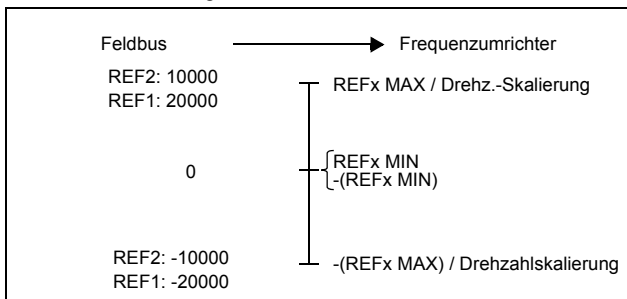 Feldbus Frequenzumrichter
REF2: 10000 REFx MAX / Drehz.-Skalierung
REF1: 20000
0 REFx MIN
-(REFx MIN)
REF2: -10000 -(REFx MAX) / Drehzahlskalierung
REF1: -20000